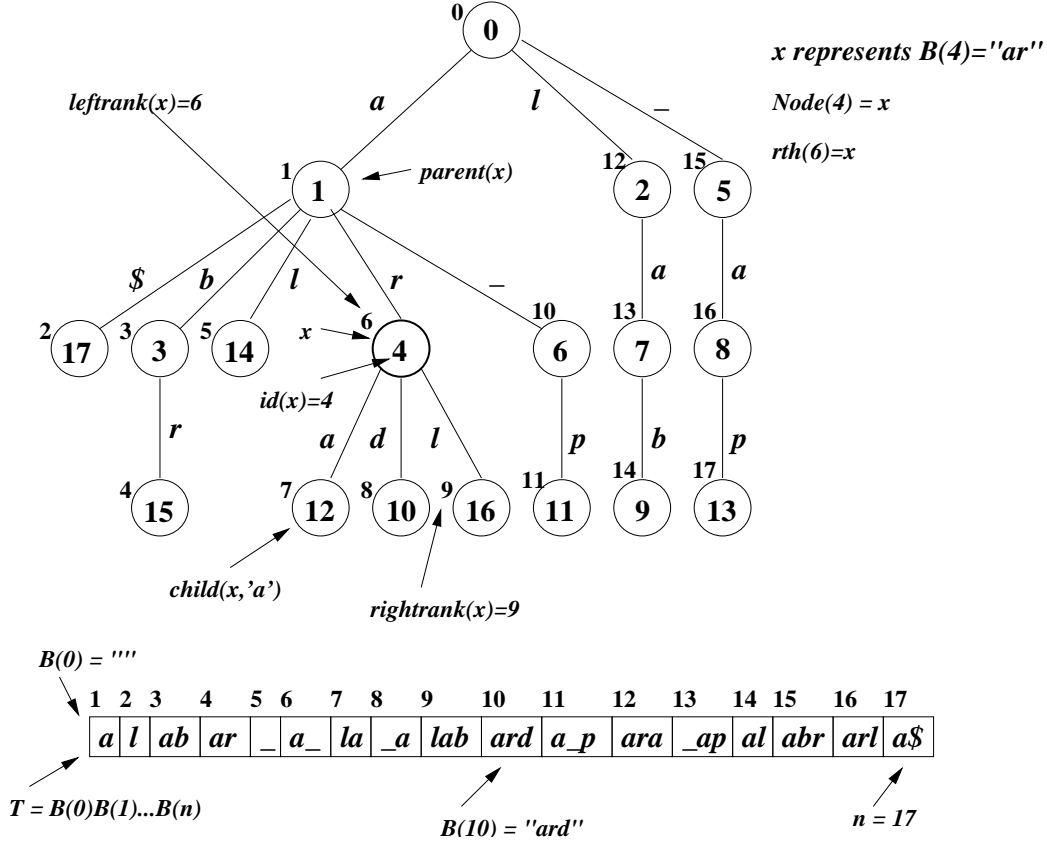 0
0
x represents B(4)="ar"
leftrank(x)=6
a
l
_
Node(4) = x
rth(6)=x
1
1
parent(x)
12
2
15
5
$
b
l
r
_
a
a
2
17
3
3
5
14
x
6
4
10
6
13
7
16
8
id(x)=4
r
a
d
l
p
b
p
4
15
7
12
8
10
9
16
11
11
14
9
17
13
child(x,'a')
rightrank(x)=9
B(0) = ""
1 2 3 4 5 6 7 8 9 10 11 12 13 14 15 16 17
a l ab ar _ a_ la _a lab ard a_p ara _ap al abr arl a$
T = B(0)B(1)...B(n)
B(10) = "ard"
n = 17